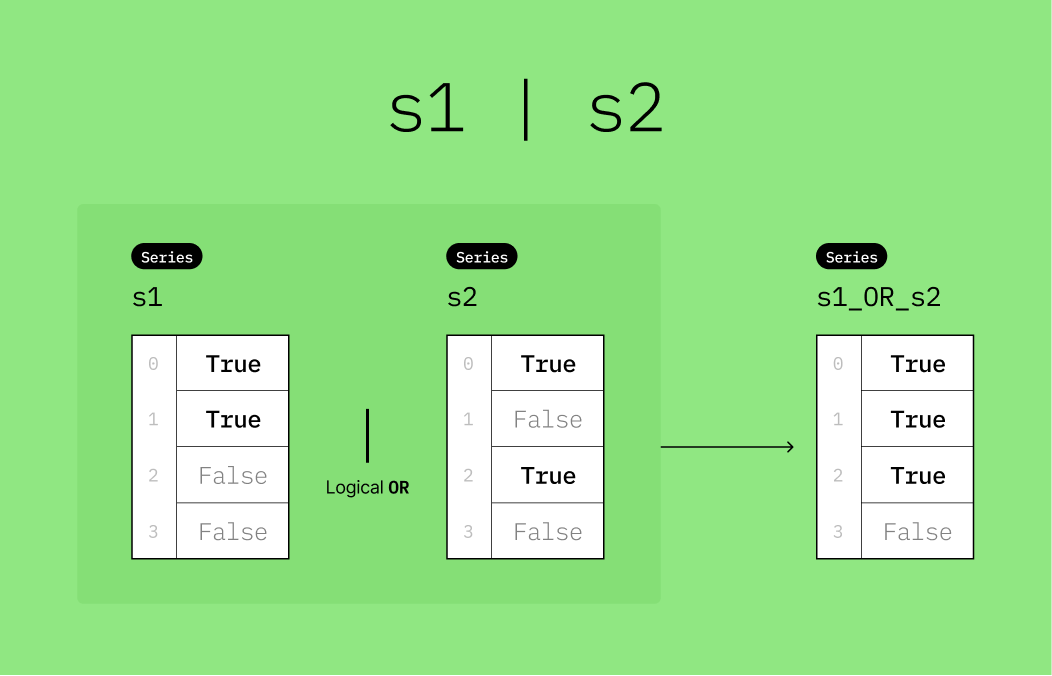 s1 | s2
Series
s1
0 True
1 True
2 False
3 False
|
Logical OR
Series
s2
0 True
1 False
2 True
3 False
Series
s1_OR_s2
0 True
1 True
2 True
3 False